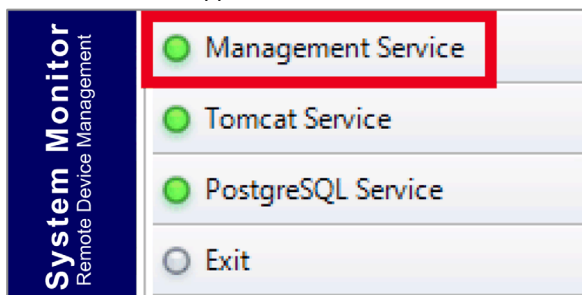 System Monitor
Remote Device Management
Management Service
Tomcat Service
PostgreSQL Service
Exit